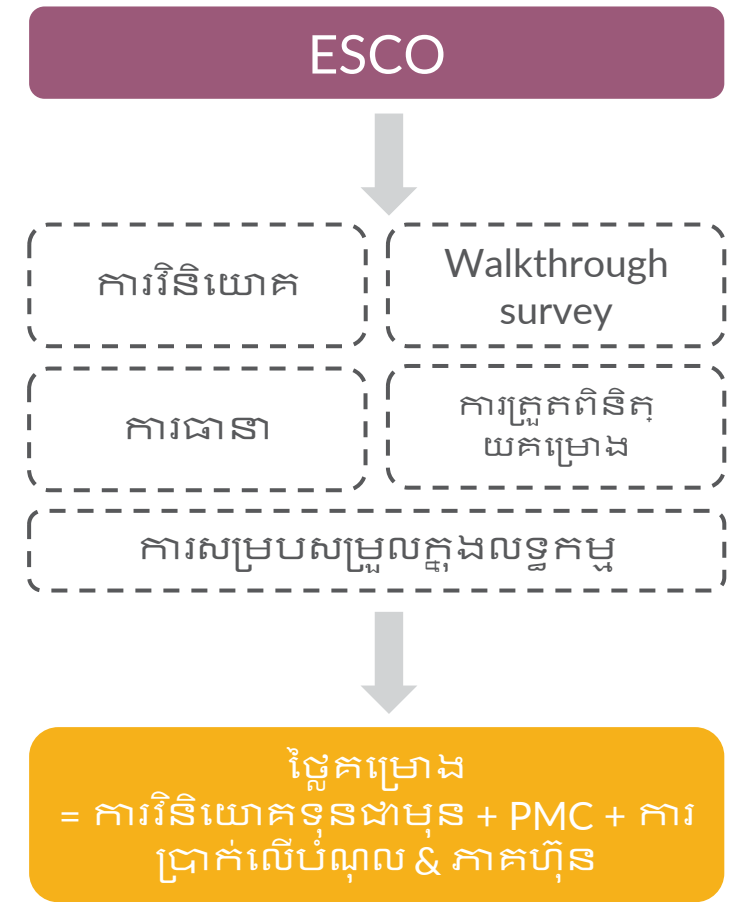 ESCO
ការវិនិយោគ
Walkthrough
survey
ការធានា
ការត្រួតពិនិត្
យគម្រោង
ការសម្របសម្រួលក្នុងលទ្ធកម្ម
ថ្លៃគម្រោង
= ការវិនិយោគទុនជាមុន + PMC + ការ
ប្រាក់លើបំណុល & ភាគហ៊ុន